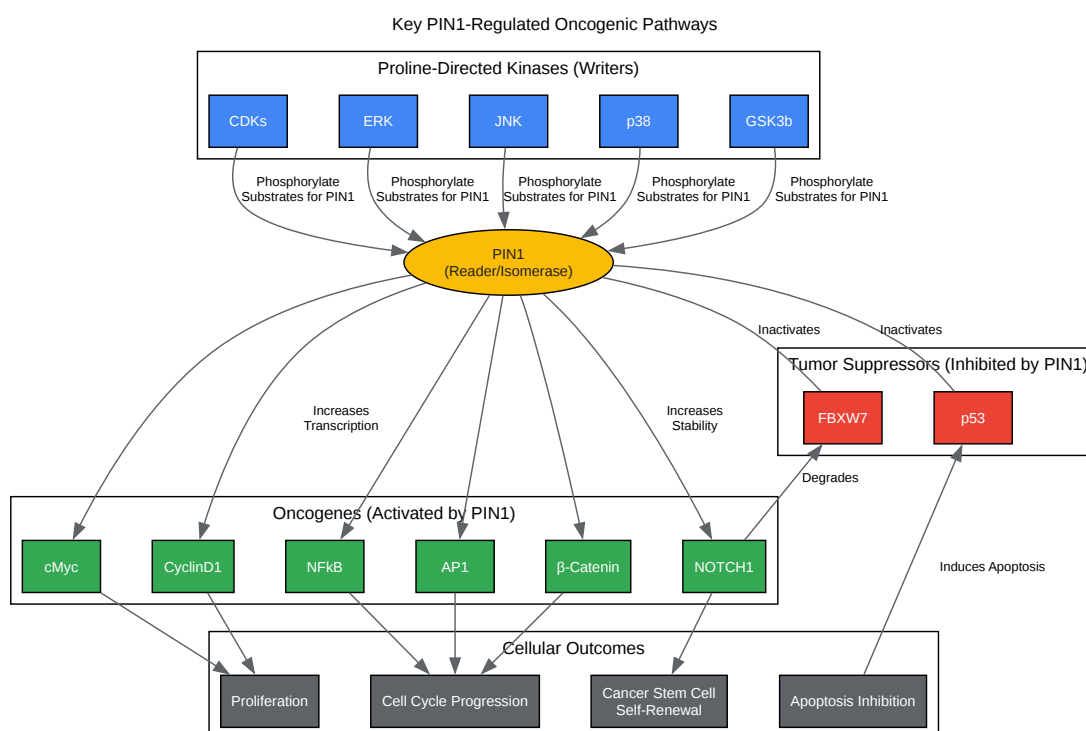 Key PIN1-Regulated Oncogenic Pathways
Proline-Directed Kinases (Writers)
CDKs
ERK
JNK
p38
GSK3b
Phosphorylate
Substrates for PIN1
Phosphorylate
Substrates for PIN1
Phosphorylate
Substrates for PIN1
Phosphorylate
Substrates for PIN1
Phosphorylate
Substrates for PIN1
PIN1
(Reader/Isomerase)
Inactivates
Inactivates
Tumor Suppressors (Inhibited by PIN1)
FBXW7
p53
Increases
Transcription
Increases
Stability
Degrades
Oncogenes (Activated by PIN1)
cMyc
CyclinD1
NFkB
AP1
β-Catenin
NOTCH1
Induces Apoptosis
Cellular Outcomes
Proliferation
Cell Cycle Progression
Cancer Stem Cell
Self-Renewal
Apoptosis Inhibition